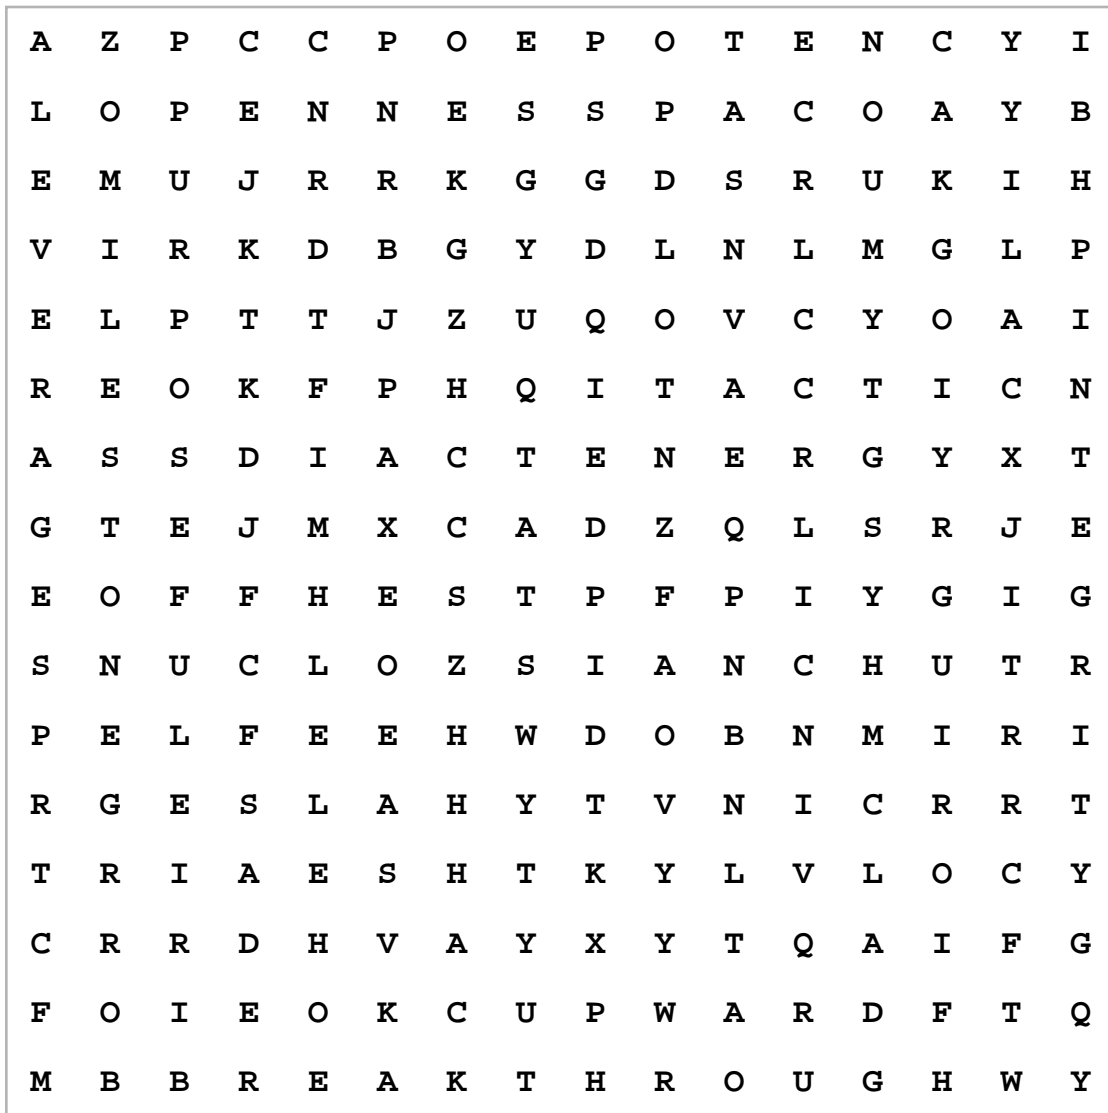 A Z P C C P O E P O T E N C Y I
L O P E N N E S S P A C O A Y B
E M U J R R K G G D S R U K I H
V I R K D B G Y D L N L M G L P
E L P T T J Z U Q O V C Y O A I
R E O K F P H Q I T A C T I C N
A S S D I A C T E N E R G Y X T
G T E J M X C A D Z Q L S R J E
E O F F H E S T P F P I Y G I G
S N U C L O Z S I A N C H U T R
P E L F E E H W D O B N M I R I
R G E S L A H Y T V N I C R R T
T R I A E S H T K Y L V L O C Y
C R R D H V A Y X Y T Q A I F G
F O I E O K C U P W A R D F T Q
M B B R E A K T H R O U G H W Y